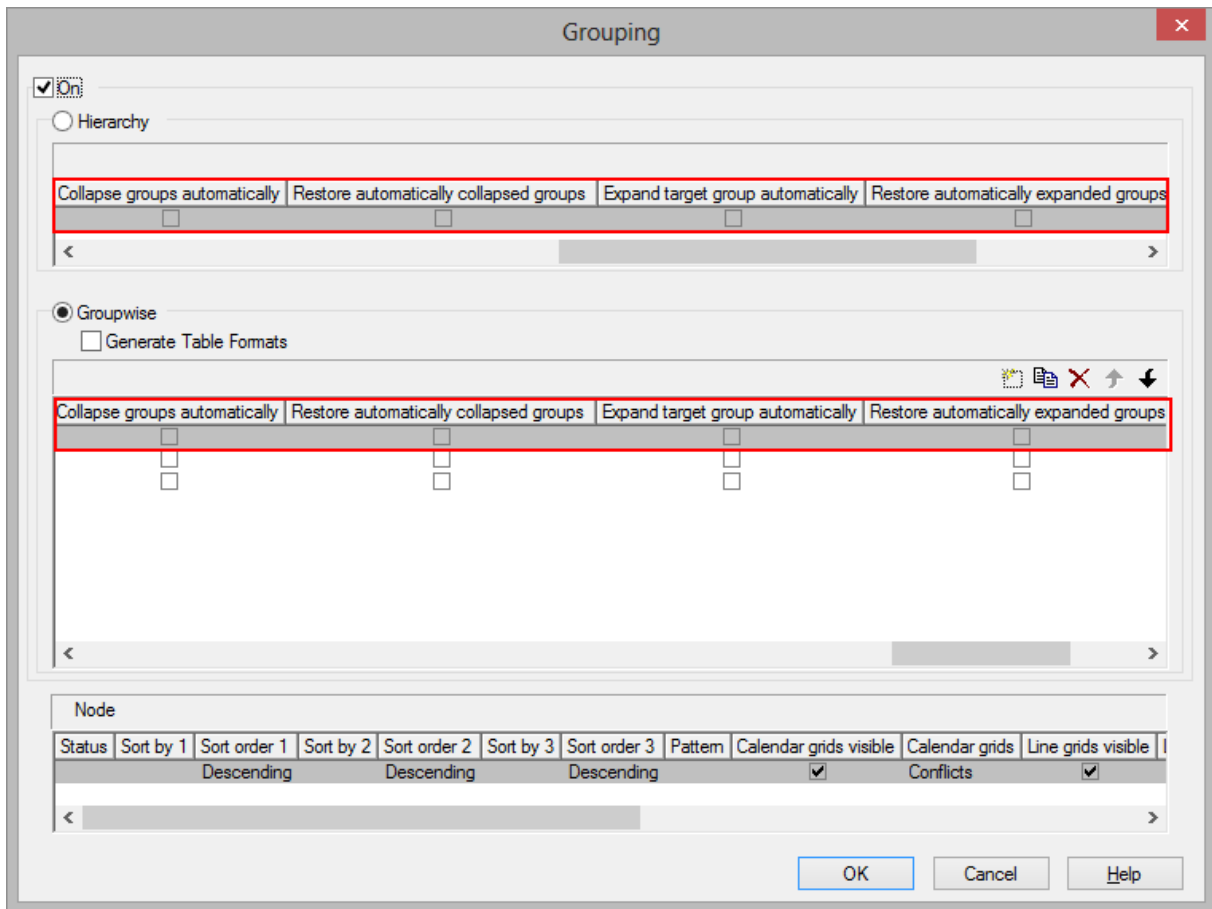 Grouping
On
Hierarchy
Collapse groups automatically Restore automatically collapsed groups Expand target group automatically Restore automatically expanded groups
Groupwise
Generate Table Formats
Collapse groups automatically Restore automatically collapsed groups Expand target group automatically Restore automatically expanded groups
Node
Status Sort by 1 Sort order 1 Sort by 2 Sort order 2 Sort by 3 Sort order 3 Pattern Calendar grids visible Calendar grids Line grids visible
Descending Descending Descending Conflicts
OK Cancel Help